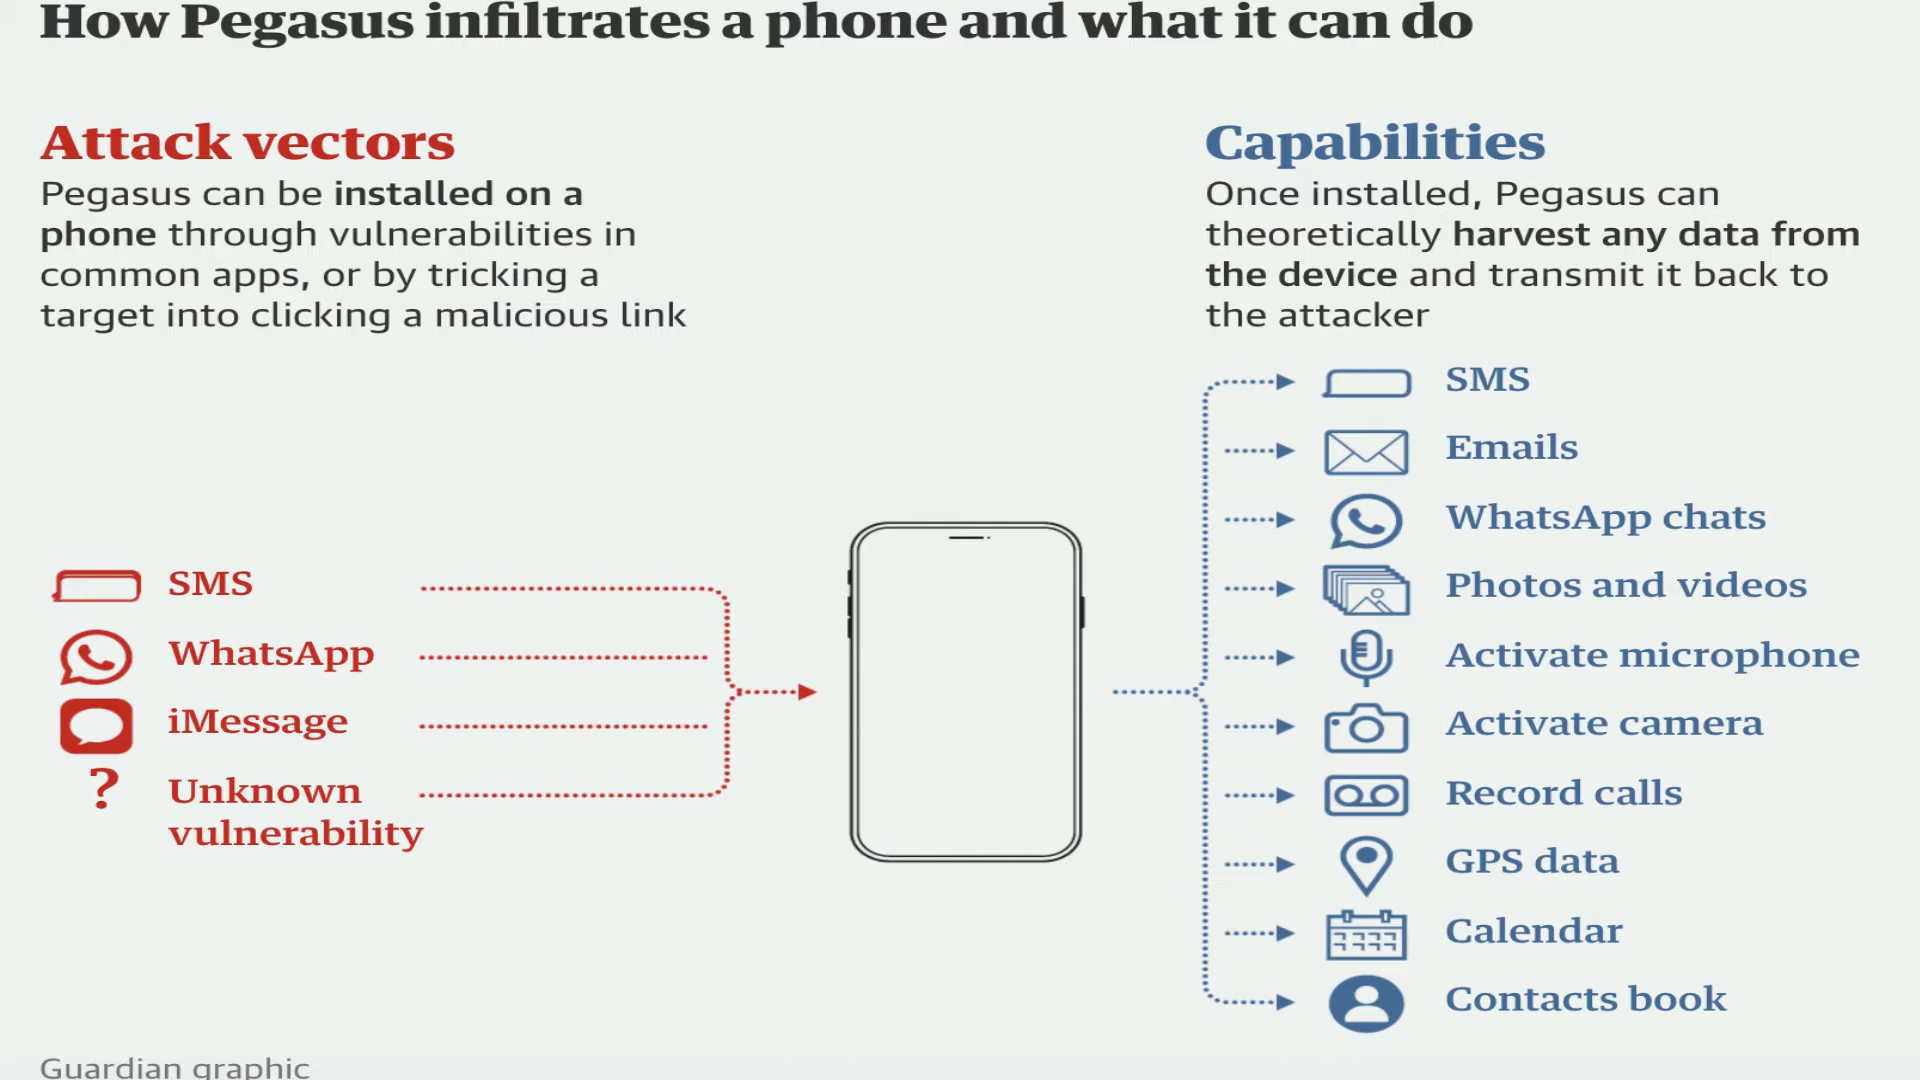 How Pegasus infiltrates a phone and what it can do
Attack vectors
Pegasus can be installed on a
phone through vulnerabilities in
common apps, or by tricking a
target into clicking a malicious link
SMS
WhatsApp
iMessage
?
Unknown
vulnerability
Capabilities
Once installed, Pegasus can
theoretically harvest any data from
the device and transmit it back to
the attacker
SMS
Emails
WhatsApp chats
Photos and videos
Activate microphone
Activate camera
Record calls
GPS data
Calendar
Contacts book
Guardian graphic